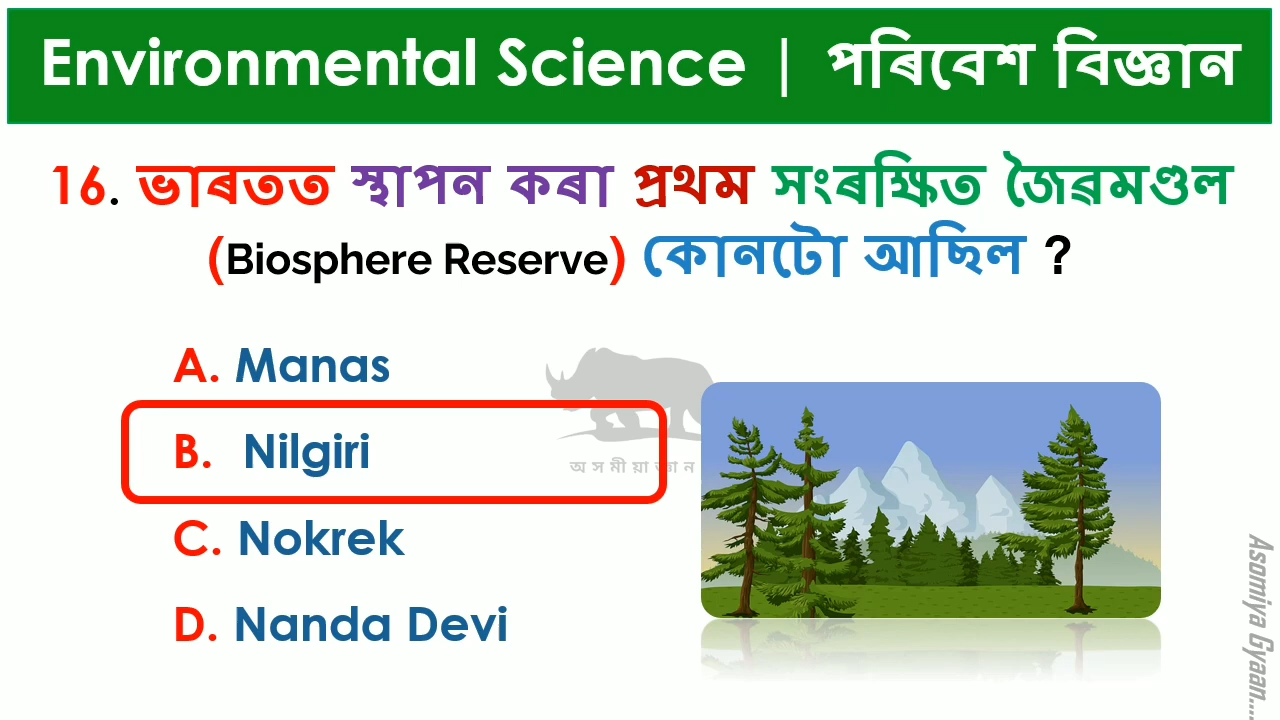 Environmental Science | পৰিবেশ বিজ্ঞান
16. ভাৰতত স্থাপন কৰা প্ৰথম সংৰক্ষিত জৈৱমণ্ডল
(Biosphere Reserve) কোনটো আছিল ?
A. Manas
B. Nilgiri
C. Nokrek
D. Nanda Devi
অসমীয়া জ্ঞান
Asomiya Gyaan....